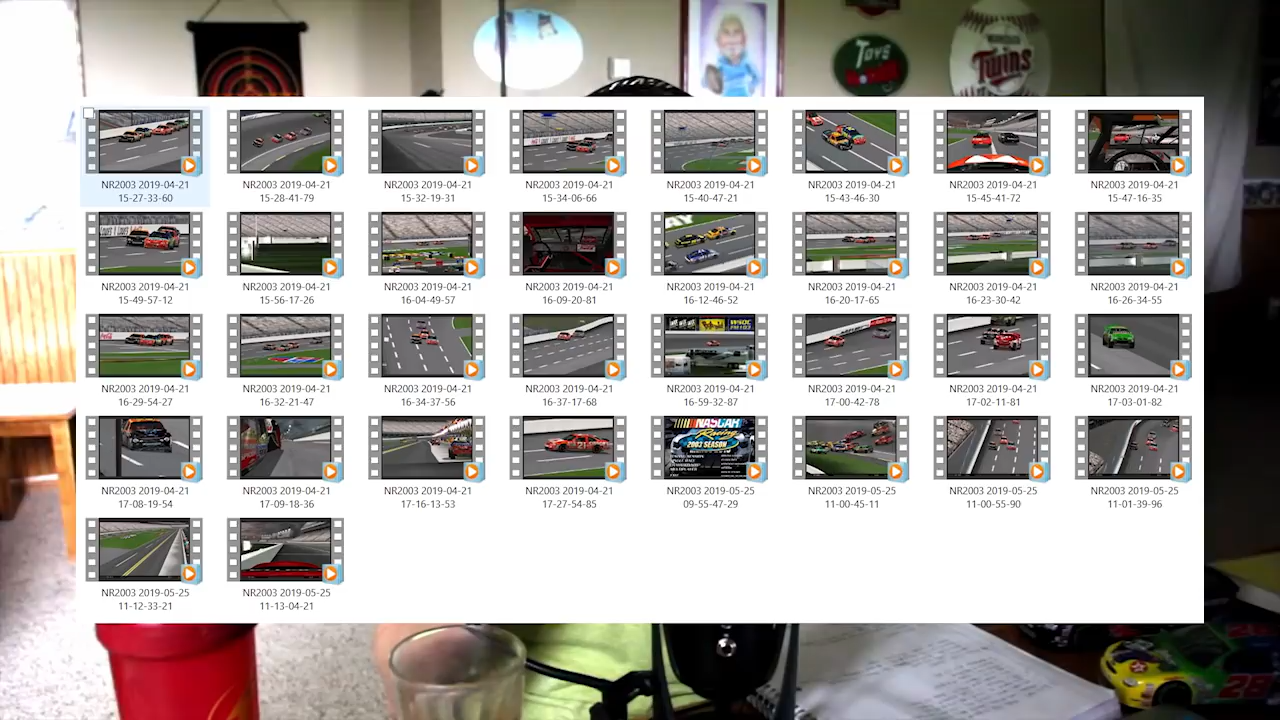 TOYS
Twins
NR2003 2019-04-21
15-27-33-60
NR2003 2019-04-21
15-28-41-79
NR2003 2019-04-21
15-32-19-31
NR2003 2019-04-21
15-34-06-66
NR2003 2019-04-21
15-40-47-21
NR2003 2019-04-21
15-43-46-30
NR2003 2019-04-21
15-45-41-72
NR2003 2019-04-21
15-47-16-35
NR2003 2019-04-21
15-49-57-12
NR2003 2019-04-21
15-56-17-26
NR2003 2019-04-21
16-04-49-57
NR2003 2019-04-21
16-09-20-81
NR2003 2019-04-21
16-12-46-52
NR2003 2019-04-21
16-20-17-65
NR2003 2019-04-21
16-23-30-42
NR2003 2019-04-21
16-26-34-55
NR2003 2019-04-21
16-29-54-27
NR2003 2019-04-21
16-32-21-47
NR2003 2019-04-21
16-34-37-56
NR2003 2019-04-21
16-37-17-68
NR2003 2019-04-21
16-59-32-87
NR2003 2019-04-21
17-00-42-78
NR2003 2019-04-21
17-02-11-81
NR2003 2019-04-21
17-03-01-82
NASCAR
Racing
2003 SEASON
NR2003 2019-04-21
17-08-19-54
NR2003 2019-04-21
17-09-18-36
NR2003 2019-04-21
17-16-13-53
NR2003 2019-04-21
17-27-54-85
NR2003 2019-05-25
09-55-47-29
NR2003 2019-05-25
11-00-45-11
NR2003 2019-05-25
11-00-55-90
NR2003 2019-05-25
11-01-39-96
NR2003 2019-05-25
11-12-33-21
NR2003 2019-05-25
11-13-04-21
28